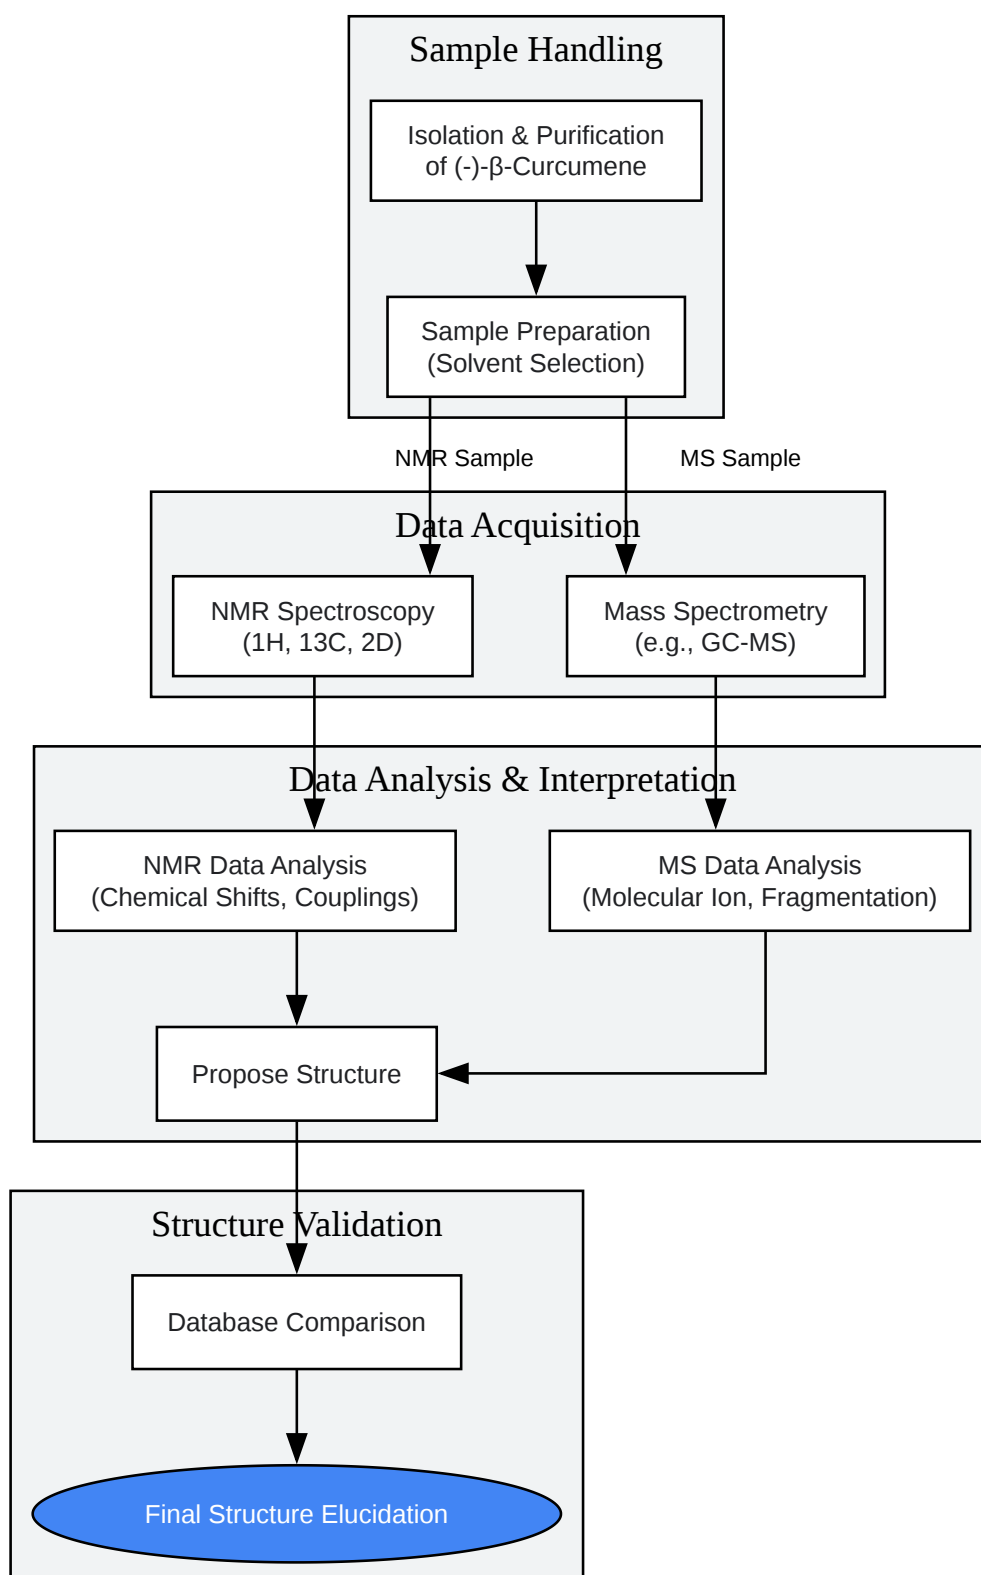 Sample Handling
Isolation & Purification
of (-)-β-Curcumene
Sample Preparation
(Solvent Selection)
NMR Sample
MS Sample
Data Acquisition
NMR Spectroscopy
(1H, 13C, 2D)
Mass Spectrometry
(e.g., GC-MS)
Data Analysis & Interpretation
NMR Data Analysis
(Chemical Shifts, Couplings)
MS Data Analysis
(Molecular Ion, Fragmentation)
Propose Structure
Structure Validation
Database Comparison
Final Structure Elucidation